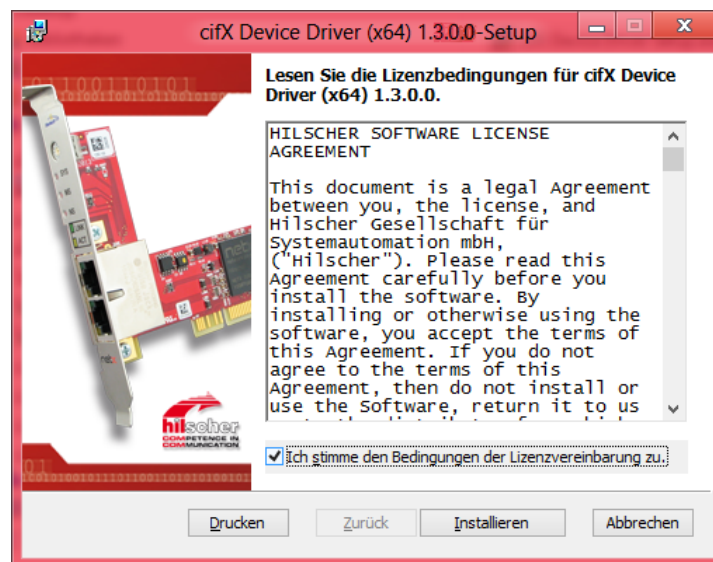 cifX Device Driver (x64) 1.3.0.0-Setup
Lesen Sie die Lizenzbedingungen für cifX Device
Driver (x64) 1.3.0.0.
HILSCHER SOFTWARE LICENSE
AGREEMENT
This document is a legal Agreement
between you, the license, and
Hilscher Gesellschaft für
Systemautomation mbH,
("Hilscher"). Please read this
Agreement carefully before you
install the software. By
installing or otherwise using the
software, you accept the terms of
this Agreement. If you do not
agree to the terms of this
Agreement, then do not install or
use the Software, return it to us
hilscher
COMPETENCE IN
COMMUNICATION
Ich stimme den Bedingungen der Lizenzvereinbarung zu.
Drucken
Zurück
Installieren
Abbrechen